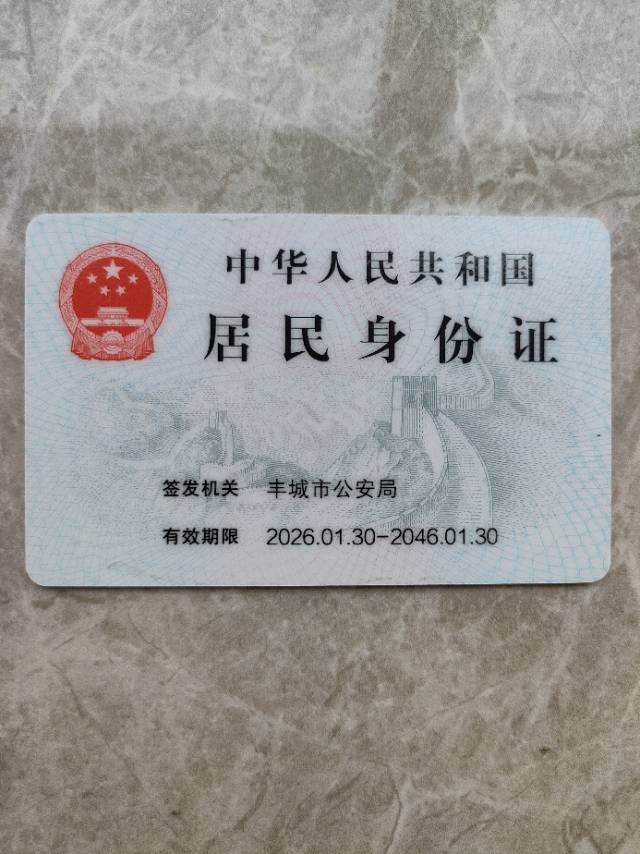 中华人民共和国
居民身份证
签发机关 丰城市公安局
有效期限 2026.01.30-2046.01.30